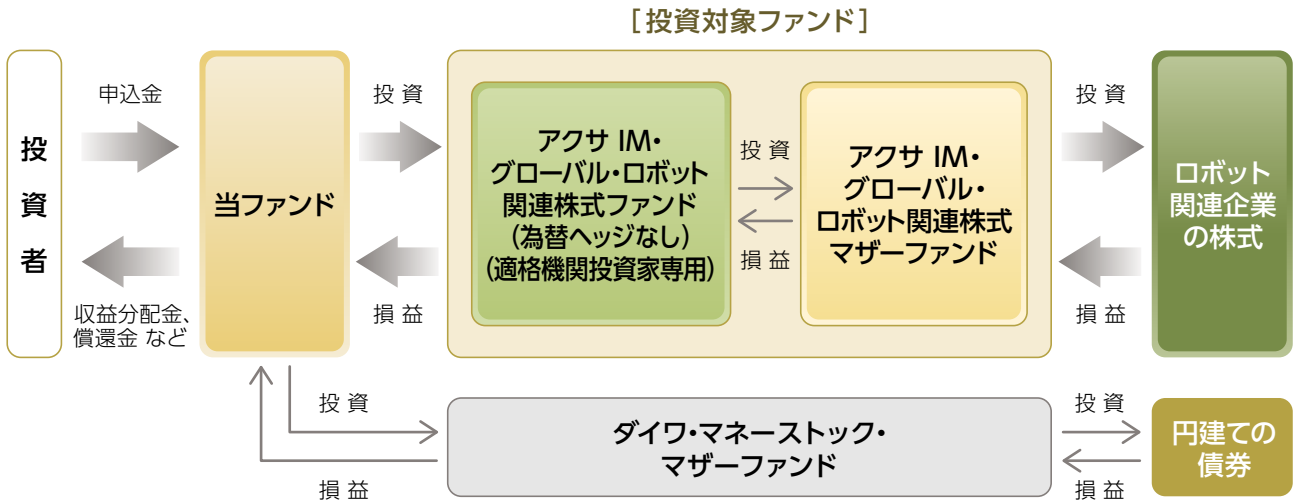 [投資対象ファンド]
投資者
申込金
収益分配金、
償還金 など
当ファンド
投 資
損 益
アクサ IM・
グローバル・ロボット
関連株式ファンド
(為替ヘッジなし)
(適格機関投資家専用)
投 資
損 益
アクサ IM・
グローバル・
ロボット関連株式
マザーファンド
投 資
損 益
ロボット
関連企業
の株式
投 資
損 益
ダイワ・マネーストック・
マザーファンド
投 資
損 益
円建ての
債券